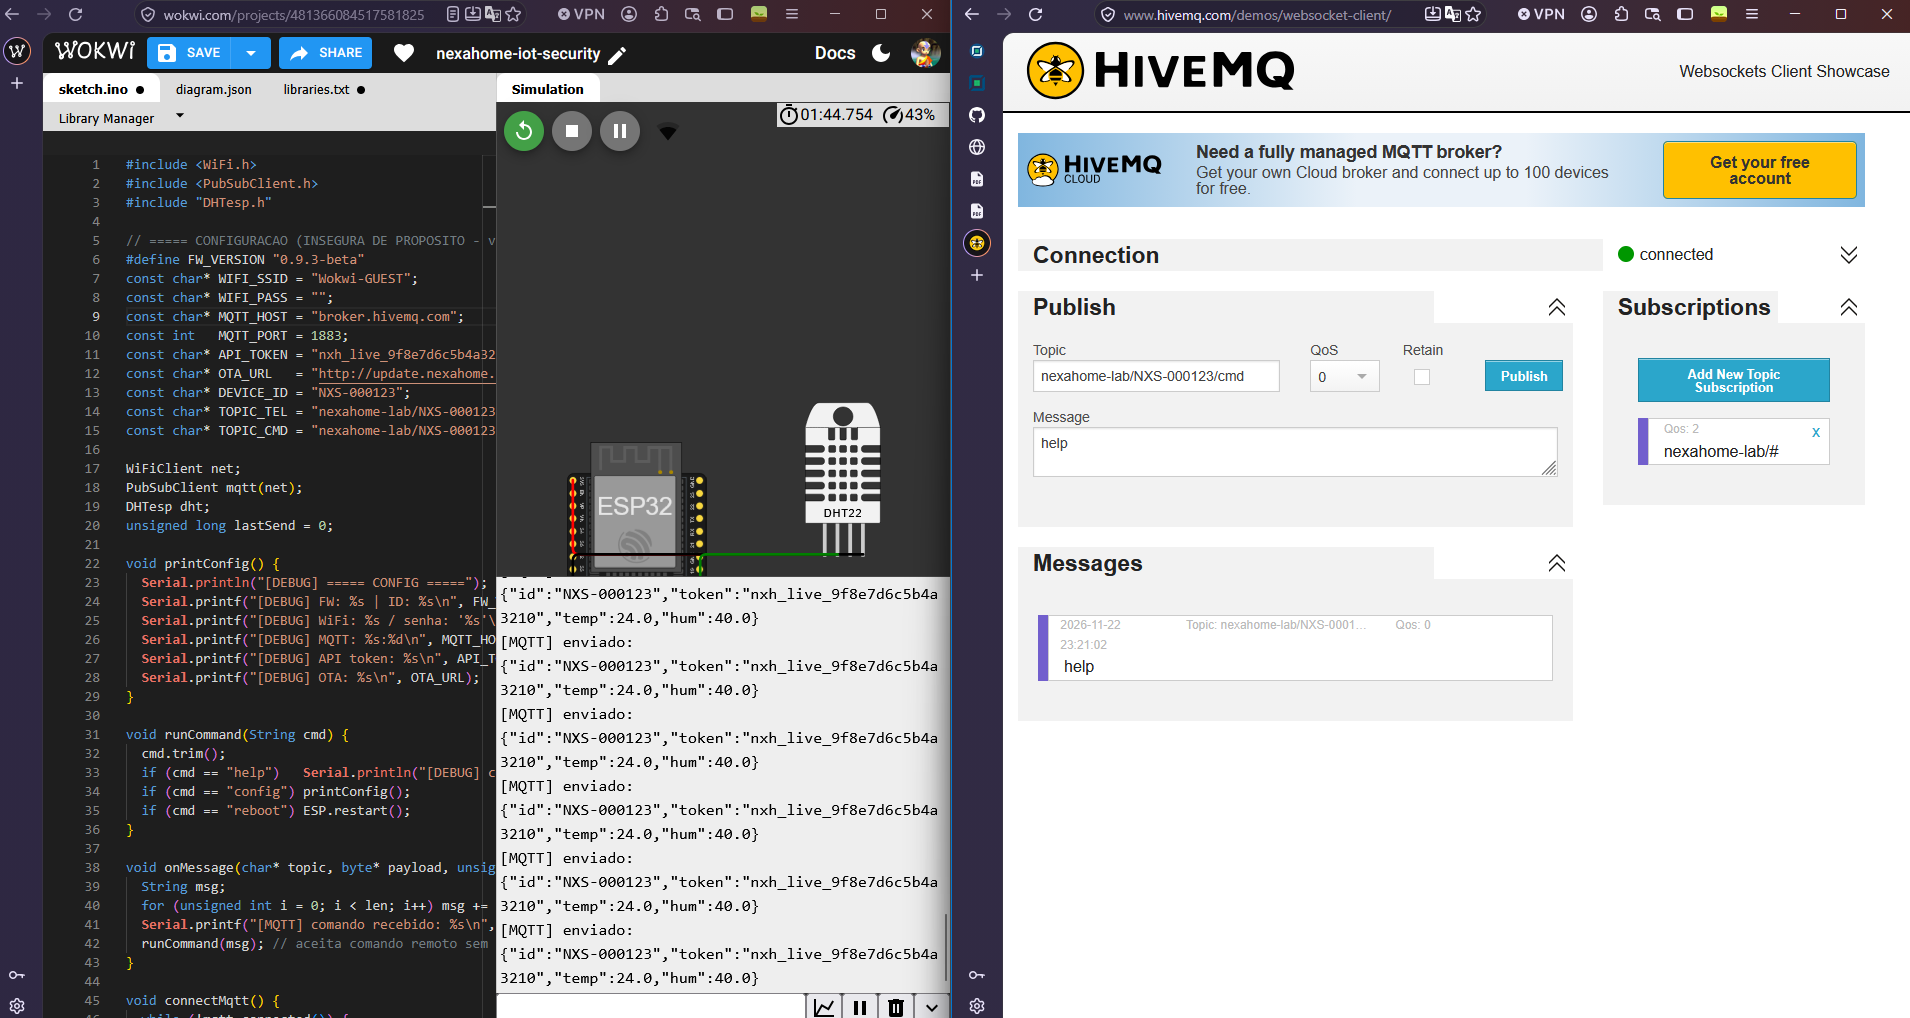 wokwi.com/projects/481366084517581825
VPN
WOKWI
SAVE
SHARE
nexahome-iot-security
Docs
sketch.ino ●
diagram.json
libraries.txt ●
Library Manager
Simulation
01:44.754
43%
1 #include <WiFi.h>
2 #include <PubSubClient.h>
3 #include "DHTesp.h"
4
5 // ===== CONFIGURACAO (INSEGURA DE PROPOSITO - v
6 #define FW_VERSION "0.9.3-beta"
7 const char* WIFI_SSID = "Wokwi-GUEST";
8 const char* WIFI_PASS = "";
9 const char* MQTT_HOST = "broker.hivemq.com";
10 const int   MQTT_PORT = 1883;
11 const char* API_TOKEN = "nxh_live_9f8e7d6c5b4a32
12 const char* OTA_URL   = "http://update.nexahome.
13 const char* DEVICE_ID = "NXS-000123";
14 const char* TOPIC_TEL = "nexahome-lab/NXS-000123
15 const char* TOPIC_CMD = "nexahome-lab/NXS-000123
16
17 WiFiClient net;
18 PubSubClient mqtt(net);
19 DHTesp dht;
20 unsigned long lastSend = 0;
21
22 void printConfig() {
23   Serial.println("[DEBUG] ===== CONFIG =====");
24   Serial.printf("[DEBUG] FW: %s | ID: %s\n", FW_
25   Serial.printf("[DEBUG] WiFi: %s / senha: '%s'\
26   Serial.printf("[DEBUG] MQTT: %s:%d\n", MQTT_HO
27   Serial.printf("[DEBUG] API token: %s\n", API_T
28   Serial.printf("[DEBUG] OTA: %s\n", OTA_URL);
29 }
30
31 void runCommand(String cmd) {
32   cmd.trim();
33   if (cmd == "help")   Serial.println("[DEBUG] c
34   if (cmd == "config") printConfig();
35   if (cmd == "reboot") ESP.restart();
36 }
37
38 void onMessage(char* topic, byte* payload, unsig
39   String msg;
40   for (unsigned int i = 0; i < len; i++) msg +=
41   Serial.printf("[MQTT] comando recebido: %s\n",
42   runCommand(msg); // aceita comando remoto sem
43 }
44
45 void connectMqtt() {
ESP32
DHT22
{"id":"NXS-000123","token":"nxh_live_9f8e7d6c5b4a
3210","temp":24.0,"hum":40.0}
[MQTT] enviado:
{"id":"NXS-000123","token":"nxh_live_9f8e7d6c5b4a
3210","temp":24.0,"hum":40.0}
[MQTT] enviado:
{"id":"NXS-000123","token":"nxh_live_9f8e7d6c5b4a
3210","temp":24.0,"hum":40.0}
[MQTT] enviado:
{"id":"NXS-000123","token":"nxh_live_9f8e7d6c5b4a
3210","temp":24.0,"hum":40.0}
[MQTT] enviado:
{"id":"NXS-000123","token":"nxh_live_9f8e7d6c5b4a
3210","temp":24.0,"hum":40.0}
[MQTT] enviado:
{"id":"NXS-000123","token":"nxh_live_9f8e7d6c5b4a
3210","temp":24.0,"hum":40.0}
www.hivemq.com/demos/websocket-client/
VPN
HIVEMQ
Websockets Client Showcase
HIVEMQ
CLOUD
Need a fully managed MQTT broker?
Get your own Cloud broker and connect up to 100 devices
for free.
Get your free
account
Connection
connected
Publish
Topic
QoS
Retain
nexahome-lab/NXS-000123/cmd
0
Publish
Message
help
Subscriptions
Add New Topic
Subscription
Qos: 2
x
nexahome-lab/#
Messages
2026-11-22
23:21:02
Topic: nexahome-lab/NXS-0001...
Qos: 0
help